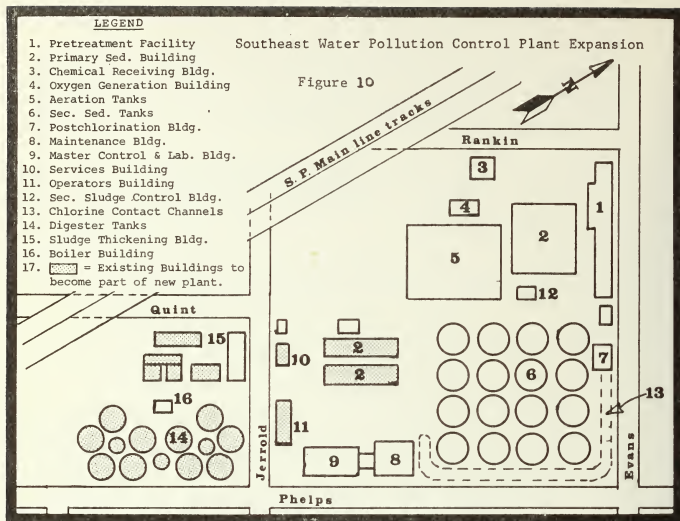 LEGEND
1. Pretreatment Facility
2. Primary Sed. Building
3. Chemical Receiving Bldg.
4. Oxygen Generation Building
5. Aeration Tanks
6. Sec. Sed. Tanks
7. Postchlorination Bldg.
8. Maintenance Bldg.
9. Master Control & Lab. Bldg.
10. Services Building
11. Operators Building
12. Sec. Sludge Control Bldg.
13. Chlorine Contact Channels
14. Digester Tanks
15. Sludge Thickening Bldg.
16. Boiler Building
17. = Existing Buildings to
become part of new plant.
Southeast Water Pollution Control Plant Expansion
Figure 10
N
S.P. Main line tracks
Rankin
3
1
4
2
5
12
Quint
15
10
2
2
7
6
13
16
14
11
9
8
Jerrold
Evans
Phelps